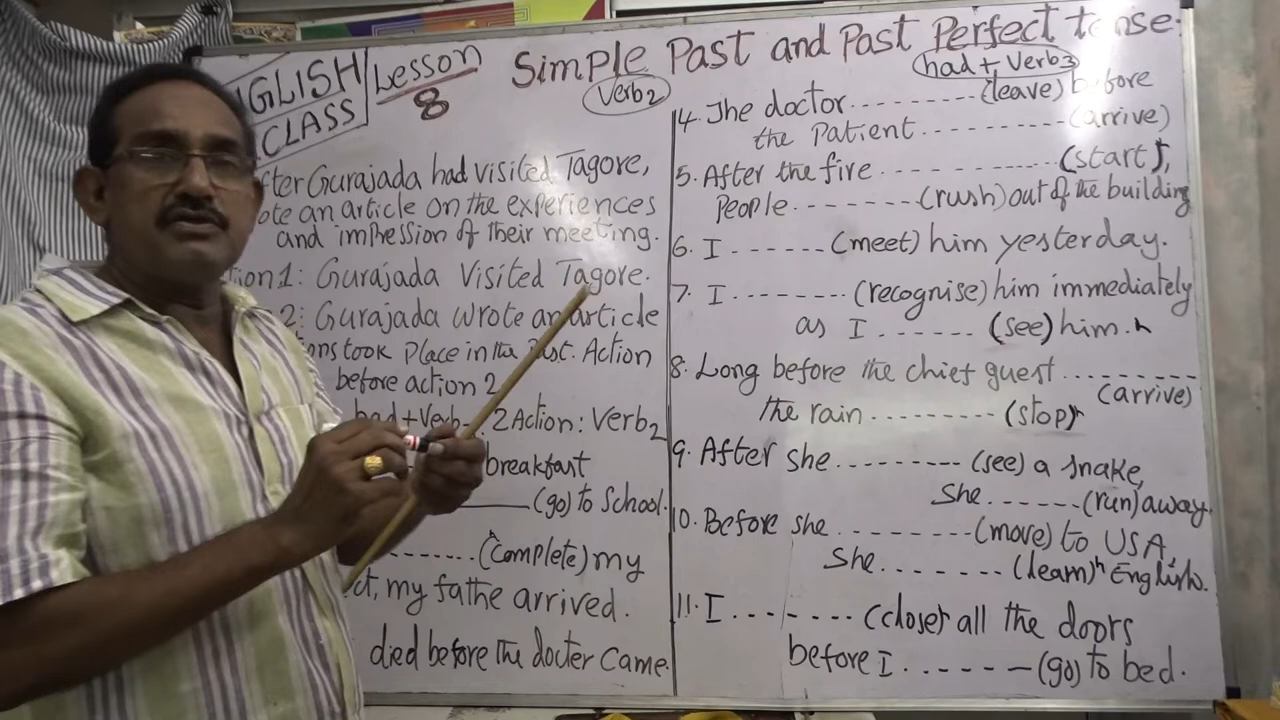 ENGLISH
CLASS
Lesson
8
Simple Past and Past Perfect tense
Verb2
had + Verb3
After Gurajada had visited Tagore,
wrote an article on the experiences
and impression of their meeting.
Action 1: Gurajada Visited Tagore.
2: Gurajada wrote an article
took place in the Past. Action
before action 2
had + Verb 2 Action: Verb2
breakfast
(go) to School.
....... (complete) my
my fathe arrived.
died before the docter came
4. The doctor ......... (leave) before
the Patient .......... (arrive)
5. After the fire ............ (start),
People ......... (rush) out of the building
6. I ...... (meet) him yesterday.
7. I ........ (recognise) him immediately
as I ....... (see) him.
8. Long before the chief guest .........
(arrive)
the rain ......... (stop)
9. After she ......... (see) a snake,
she ...... (run) away.
10. Before she ......... (move) to USA,
she ........ (learn) English.
11. I ........ (close) all the doors
before I ....... (go) to bed.